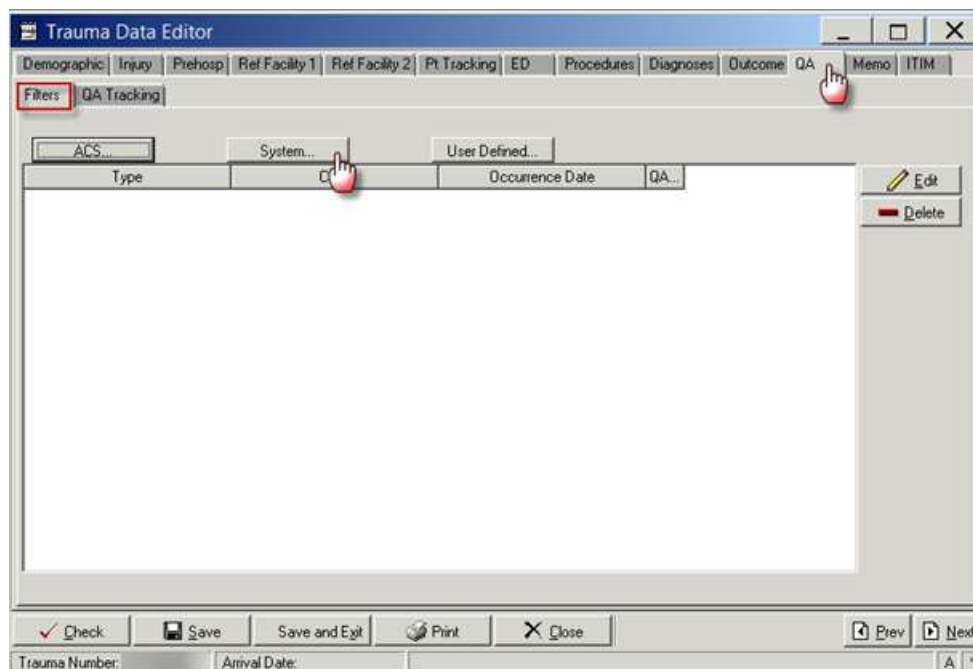 Trauma Data Editor
Demographic Injury Prehosp Ref Facility 1 Ref Facility 2 Pt Tracking ED Procedures Diagnoses Outcome QA Memo ITIM
Filters QA Tracking
ACS... System... User Defined...
Type Occurrence Date QA...
Edit
Delete
Check Save Save and Exit Print Close Prev Next
Trauma Number: Arrival Date: A